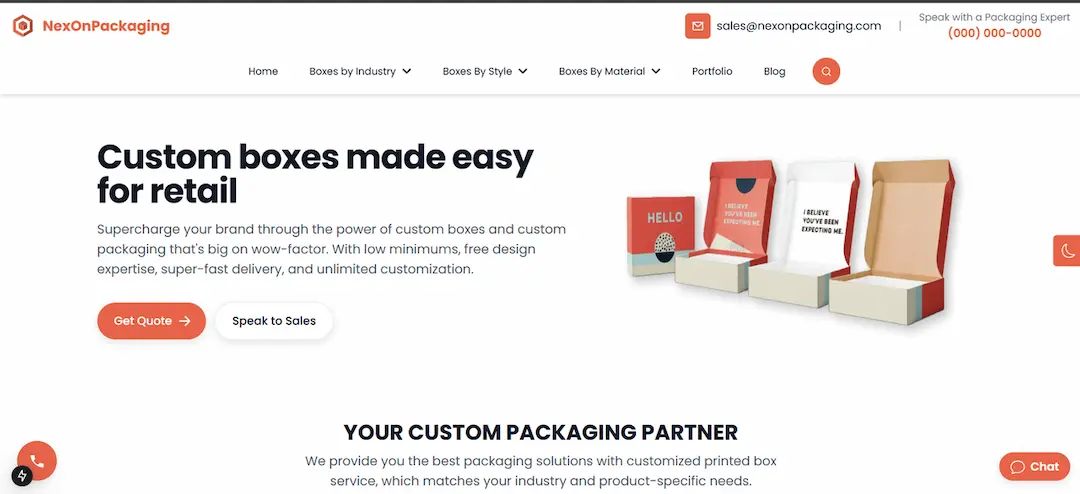 NexOnPackaging
sales@nexonpackaging.com
|
Speak with a Packaging Expert
(000) 000-0000
Home
Boxes by Industry
Boxes By Style
Boxes By Material
Portfolio
Blog
Custom boxes made easy
for retail
Supercharge your brand through the power of custom boxes and custom
packaging that's big on wow-factor. With low minimums, free design
expertise, super-fast delivery, and unlimited customization.
Get Quote
Speak to Sales
HELLO
I BELIEVE
YOU'VE BEEN
EXPECTING ME.
I BELIEVE
YOU'VE BEEN
EXPECTING ME.
YOUR CUSTOM PACKAGING PARTNER
We provide you the best packaging solutions with customized printed box
service, which matches your industry and product-specific needs.
Chat